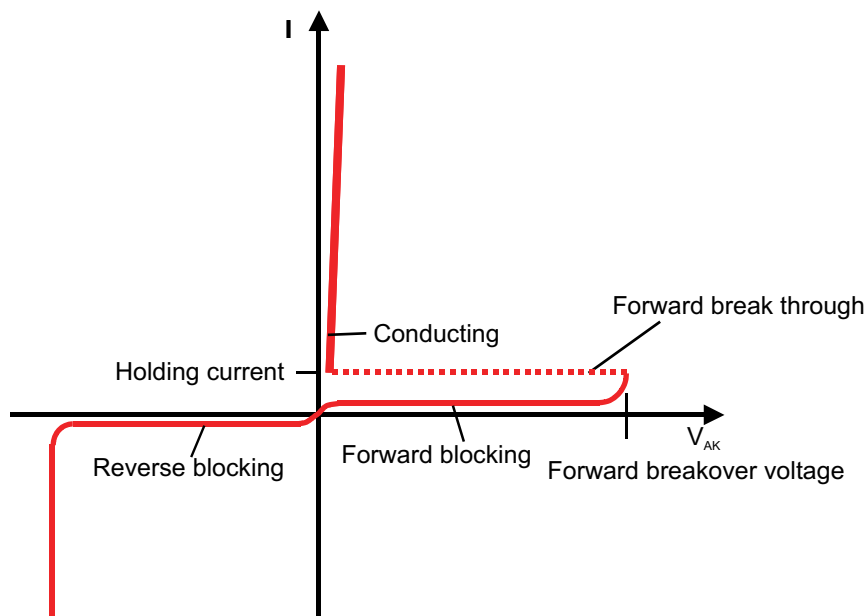 I
Forward break through
Conducting
Holding current
V_AK
Reverse blocking
Forward blocking
Forward breakover voltage